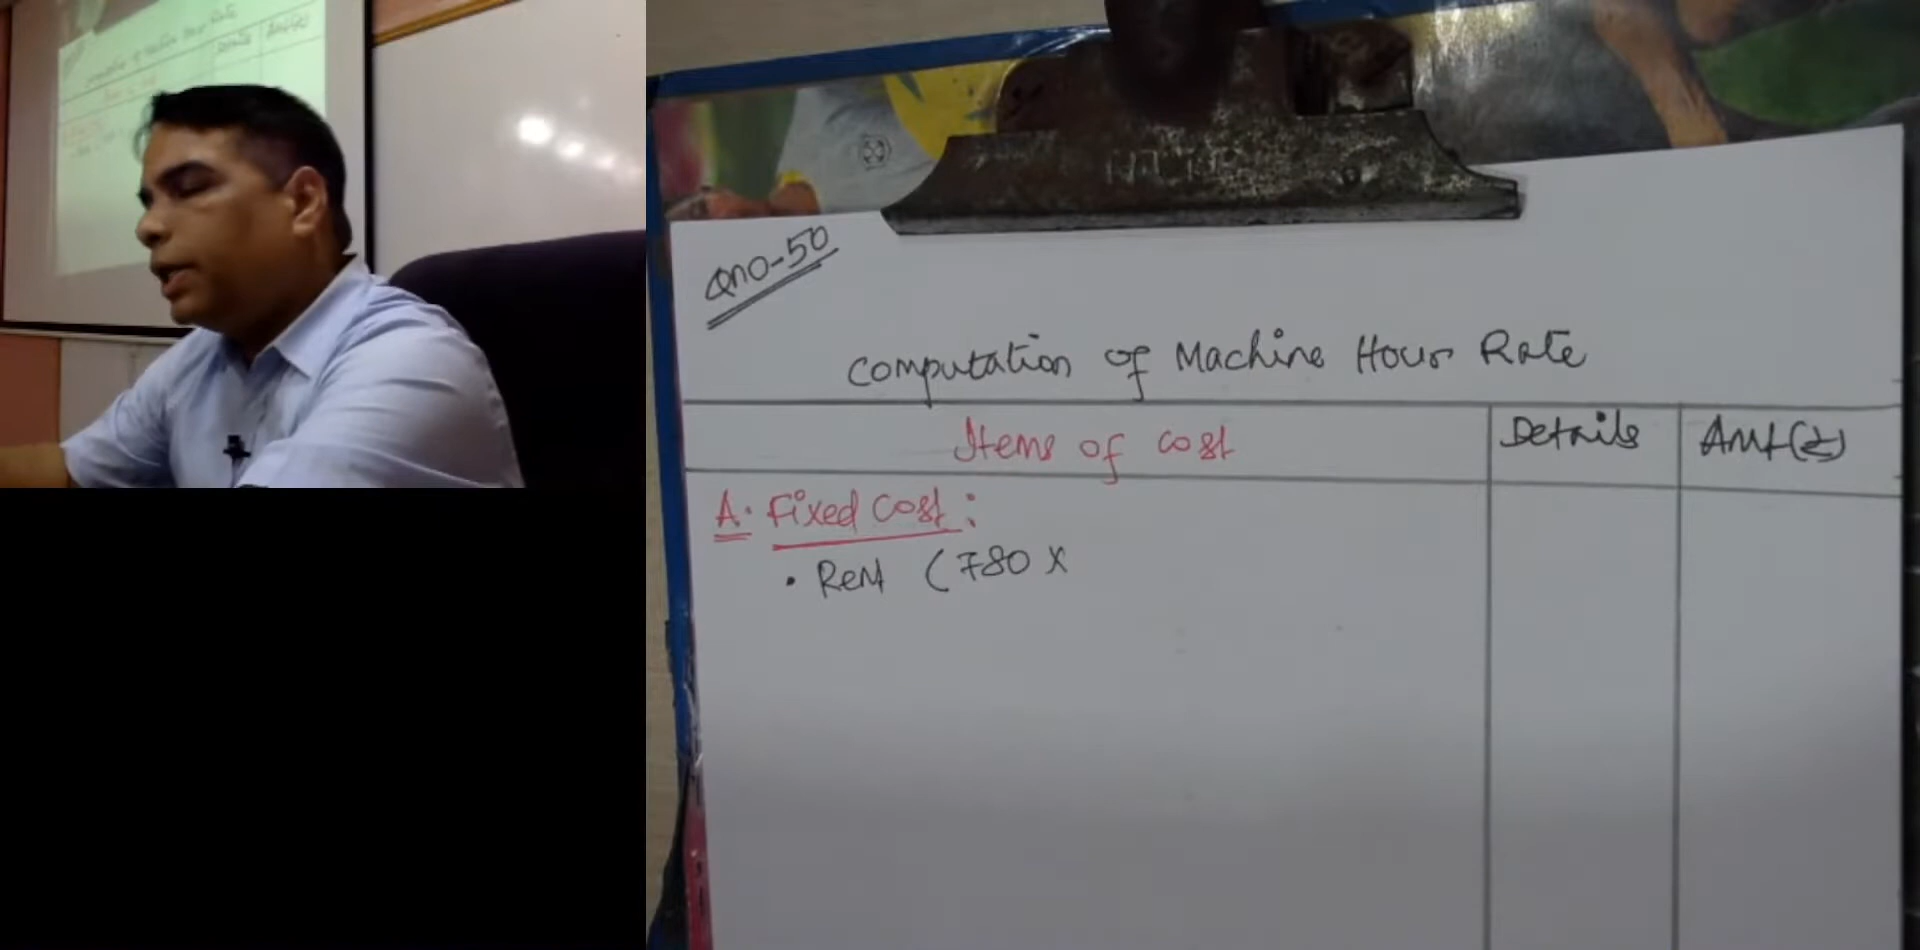 Qno-50
Computation of Machine Hour Rate
Items of cost
Details
Amt(₹)
A. Fixed Cost:
• Rent (780 x